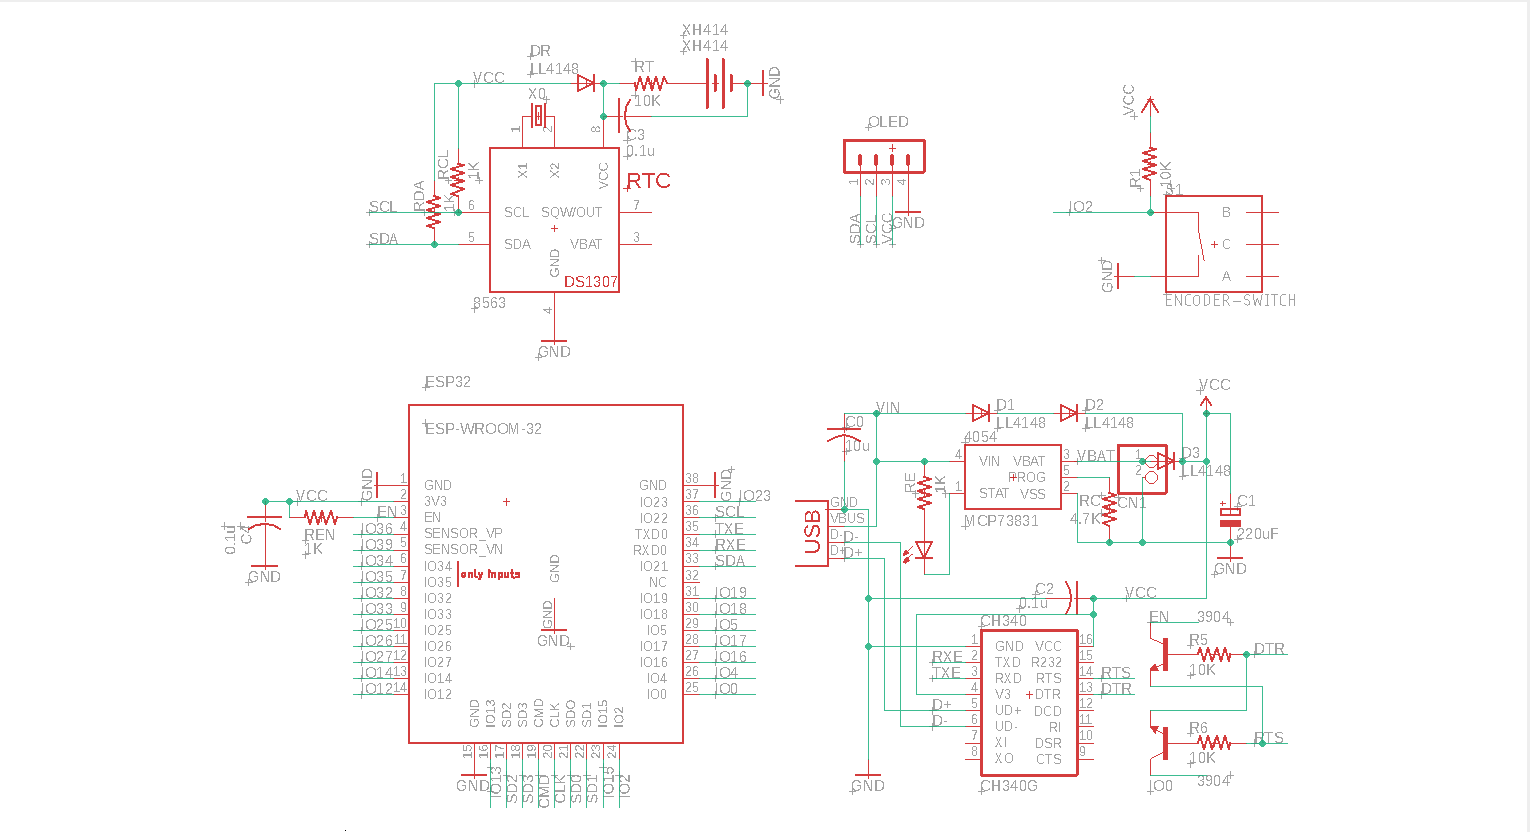 XH414
XH414
DR
LL4148
RT
10K
VCC
X0
GND
1
2
8
C3
0.1u
X1
X2
VCC
RTC
RCL
1K
RDA
1K
SCL
6
SCL
SQW/OUT
7
SDA
5
SDA
VBAT
3
GND
DS1307
8563
4
GND
OLED
1
2
3
4
SDA
SCL
VCC
GND
VCC
R1
10K
S1
IO2
B
C
A
GND
ENCODER-SWITCH
ESP32
ESP-WROOM-32
GND
1
GND
GND
38
GND
VCC
2
3V3
IO23
37
IO23
EN
3
EN
IO22
36
SCL
IO36
4
SENSOR_VP
TXD0
35
TXE
IO39
5
SENSOR_VN
RXD0
34
RXE
IO34
6
IO34
only inputs
IO21
33
SDA
IO35
7
IO35
NC
32
IO32
8
IO32
IO19
31
IO19
IO33
9
IO33
IO18
30
IO18
IO25
10
IO25
IO5
29
IO5
IO26
11
IO26
IO17
28
IO17
IO27
12
IO27
IO16
27
IO16
IO14
13
IO14
IO4
26
IO4
IO12
14
IO12
IO0
25
IO0
GND
GND
GND
REN
1K
0.1u
GND
GND
IO13
SD2
SD3
CMD
CLK
SDO
SD1
IO15
IO2
15
16
17
18
19
20
21
22
23
24
GND
IO13
SD2
SD3
CMD
CLK
SD0
SD1
IO15
IO2
VIN
D1
LL4148
D2
LL4148
VCC
C0
10u
4054
4
VIN
VBAT
3
VBAT
PROG
5
1
STAT
VSS
2
MCP73831
RE
1K
1
2
CN1
D3
LL4148
RC
4.7K
C1
220uF
GND
USB
GND
VBUS
D-
D-
D+
D+
C2
0.1u
VCC
CH340
1
GND
VCC
16
RXE
2
TXD
R232
15
TXE
3
RXD
RTS
14
RTS
4
V3
DTR
13
DTR
D+
5
UD+
DCD
12
D-
6
UD-
RI
11
7
XI
DSR
10
8
XO
CTS
9
CH340G
GND
EN
3904
R5
10K
DTR
R6
10K
RTS
3904
IO0